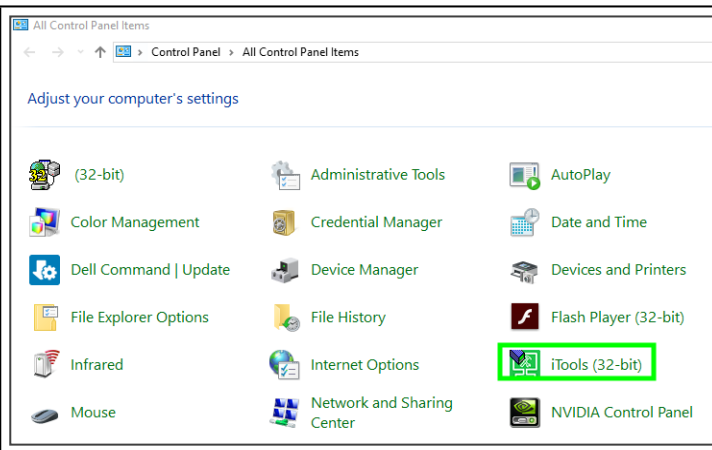 All Control Panel Items
Control Panel > All Control Panel Items
Adjust your computer's settings
(32-bit)
Administrative Tools
AutoPlay
Color Management
Credential Manager
Date and Time
Dell Command | Update
Device Manager
Devices and Printers
File Explorer Options
File History
Flash Player (32-bit)
Infrared
Internet Options
iTools (32-bit)
Mouse
Network and Sharing
Center
NVIDIA Control Panel